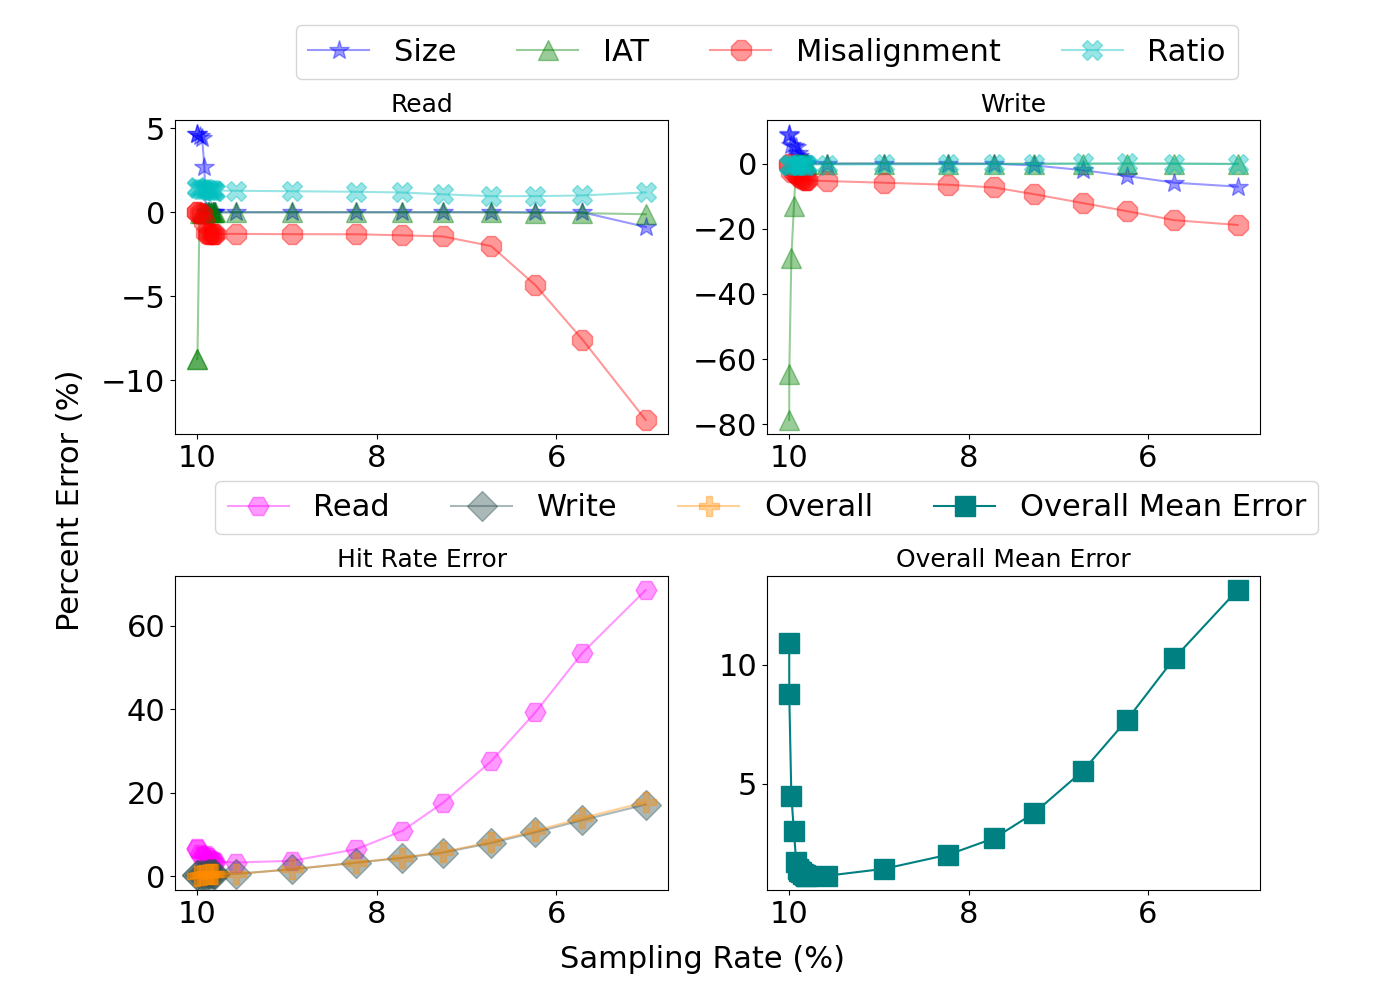 Size IAT Misalignment Ratio
Read
5
0
−5
−10
10 8 6
Write
0
−20
−40
−60
−80
10 8 6
Percent Error (%)
Read Write Overall Overall Mean Error
Hit Rate Error
60
40
20
0
10 8 6
Overall Mean Error
10
5
10 8 6
Sampling Rate (%)